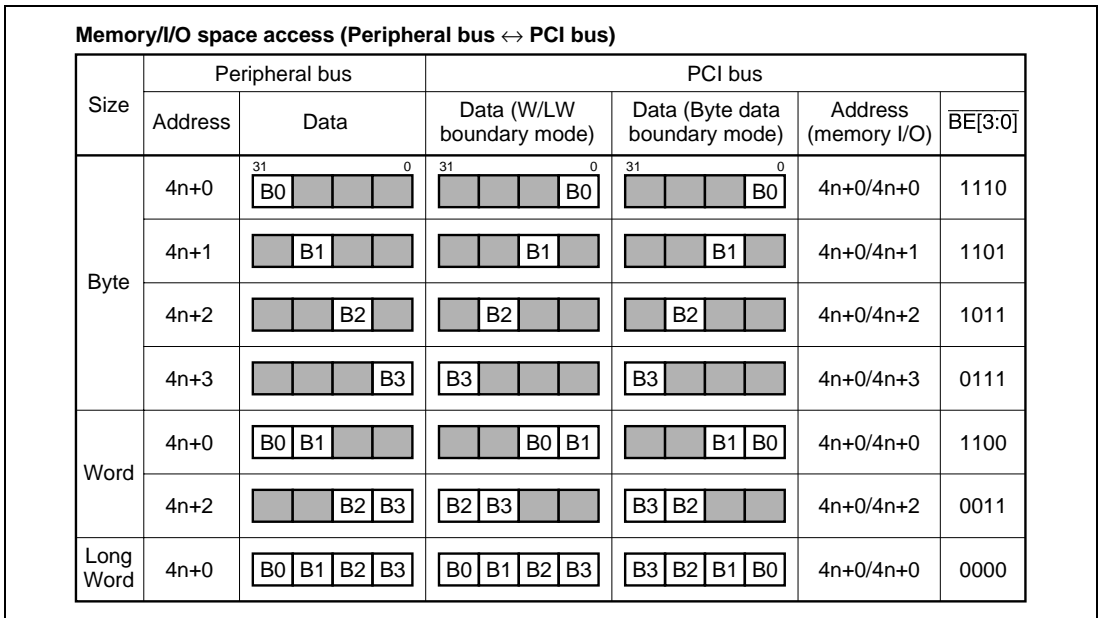 Memory/I/O space access (Peripheral bus ↔ PCI bus)
Size Peripheral bus PCI bus
Address Data Data (W/LW boundary mode) Data (Byte data boundary mode) Address (memory I/O) BE[3:0]
Byte
31 0 31 0 31 0
4n+0 B0 B0 B0 4n+0/4n+0 1110
4n+1 B1 B1 B1 4n+0/4n+1 1101
4n+2 B2 B2 B2 4n+0/4n+2 1011
4n+3 B3 B3 B3 4n+0/4n+3 0111
Word
4n+0 B0 B1 B0 B1 B1 B0 4n+0/4n+0 1100
4n+2 B2 B3 B2 B3 B3 B2 4n+0/4n+2 0011
Long Word
4n+0 B0 B1 B2 B3 B0 B1 B2 B3 B3 B2 B1 B0 4n+0/4n+0 0000